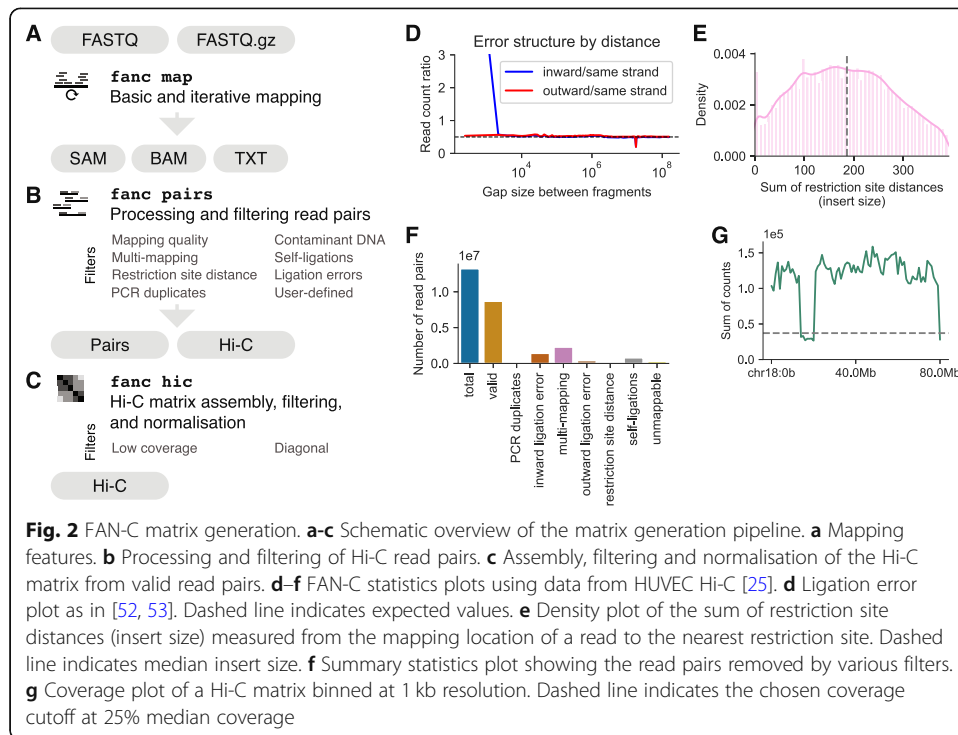 A
FASTQ FASTQ.gz
fanc map
Basic and iterative mapping
SAM BAM TXT
B
fanc pairs
Processing and filtering read pairs
Filters
Mapping quality Contaminant DNA
Multi-mapping Self-ligations
Restriction site distance Ligation errors
PCR duplicates User-defined
Pairs Hi-C
C
fanc hic
Hi-C matrix assembly, filtering,
and normalisation
Filters
Low coverage Diagonal
Hi-C
D
Error structure by distance
Read count ratio
3
2
1
inward/same strand
outward/same strand
10⁴ 10⁶ 10⁸
Gap size between fragments
E
Density
0.004
0.002
0.000
0 100 200 300
Sum of restriction site distances
(insert size)
F
1e7
Number of read pairs
1.0
0.5
0.0
total
valid
PCR duplicates
inward ligation error
multi-mapping
outward ligation error
restriction site distance
self-ligations
unmappable
G
1e5
Sum of counts
1.5
1.0
0.5
0.0
chr18:0b 40.0Mb 80.0Mb
Fig. 2 FAN-C matrix generation. a-c Schematic overview of the matrix generation pipeline. a Mapping
features. b Processing and filtering of Hi-C read pairs. c Assembly, filtering and normalisation of the Hi-C
matrix from valid read pairs. d–f FAN-C statistics plots using data from HUVEC Hi-C [25]. d Ligation error
plot as in [52, 53]. Dashed line indicates expected values. e Density plot of the sum of restriction site
distances (insert size) measured from the mapping location of a read to the nearest restriction site. Dashed
line indicates median insert size. f Summary statistics plot showing the read pairs removed by various filters.
g Coverage plot of a Hi-C matrix binned at 1 kb resolution. Dashed line indicates the chosen coverage
cutoff at 25% median coverage